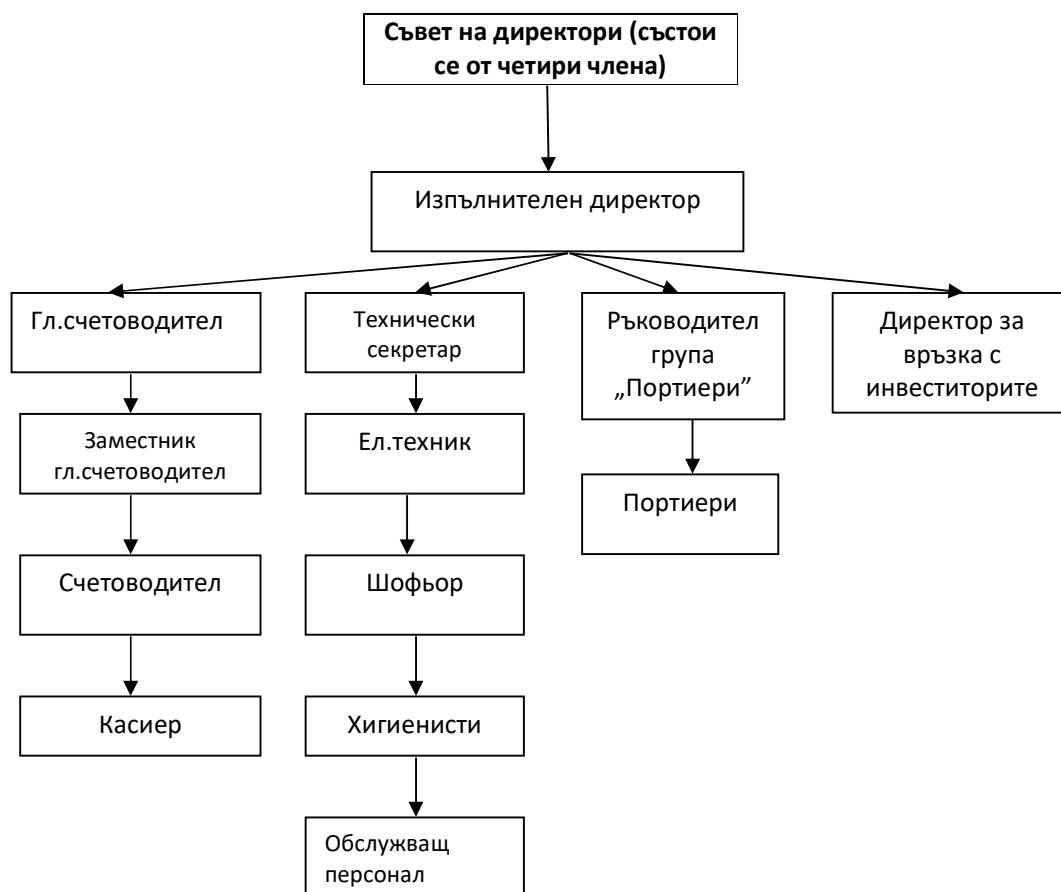 Съвет на директори (състои
се от четири члена)
Изпълнителен директор
Гл.счетоводител
Технически
секретар
Ръководител
група
„Портиери”
Директор за
връзка с
инвеститорите
Заместник
гл.счетоводител
Ел.техник
Портиери
Счетоводител
Шофьор
Касиер
Хигиенисти
Обслужващ
персонал